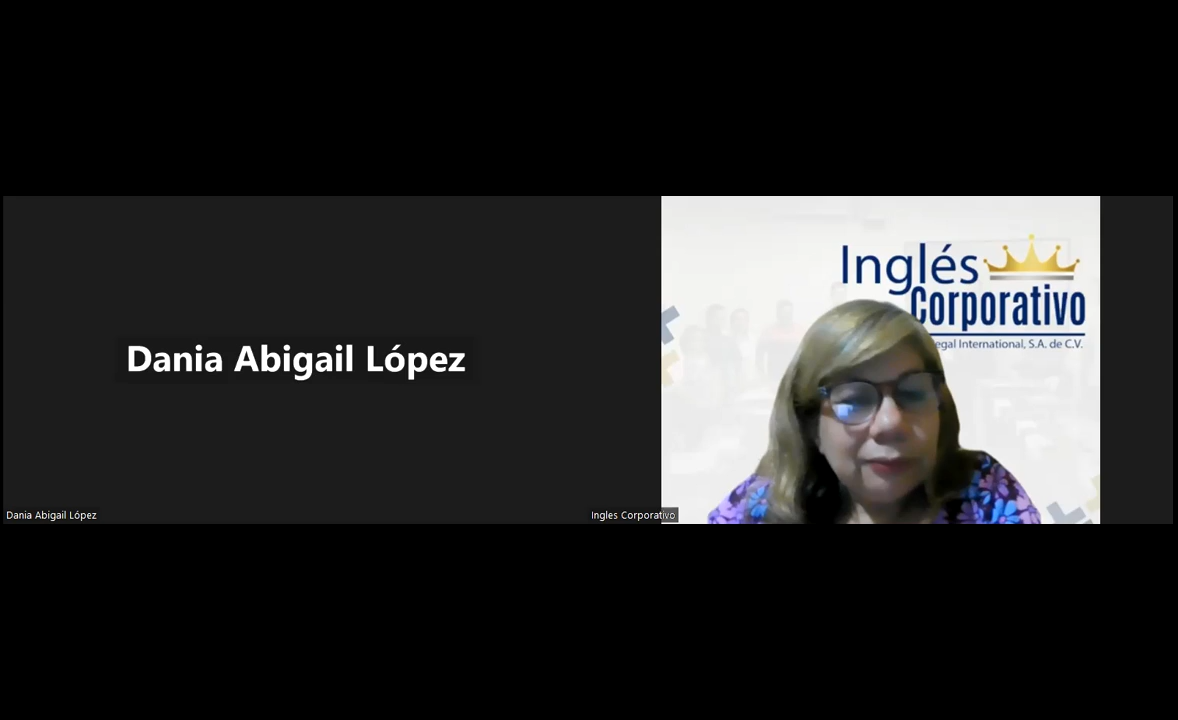 Dania Abigail López
Dania Abigail López
Ingles Corporativo
Inglés
Corporativo
egal International, S.A. de C.V.